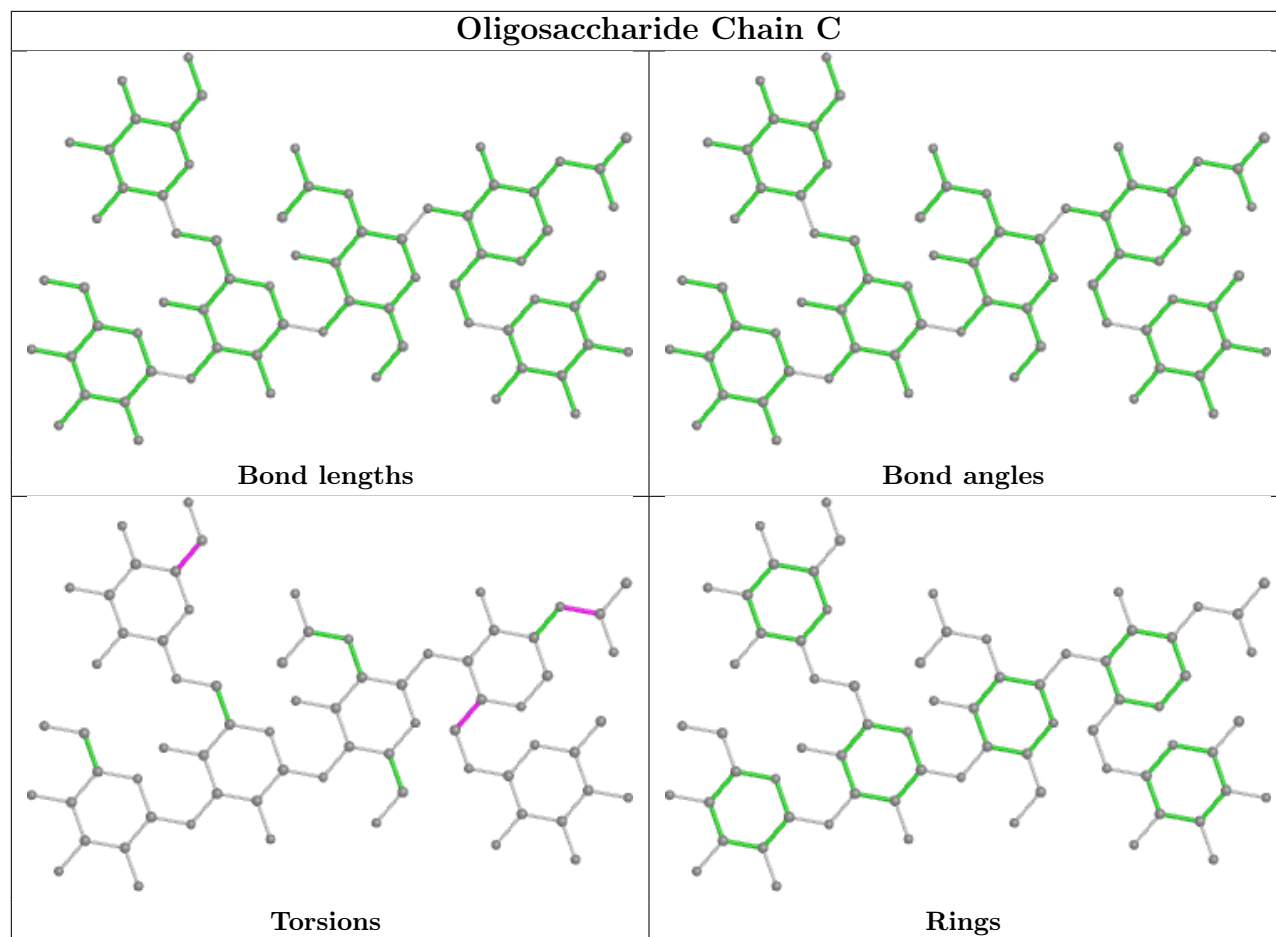 Oligosaccharide Chain C
Bond lengths
Bond angles
Torsions
Rings